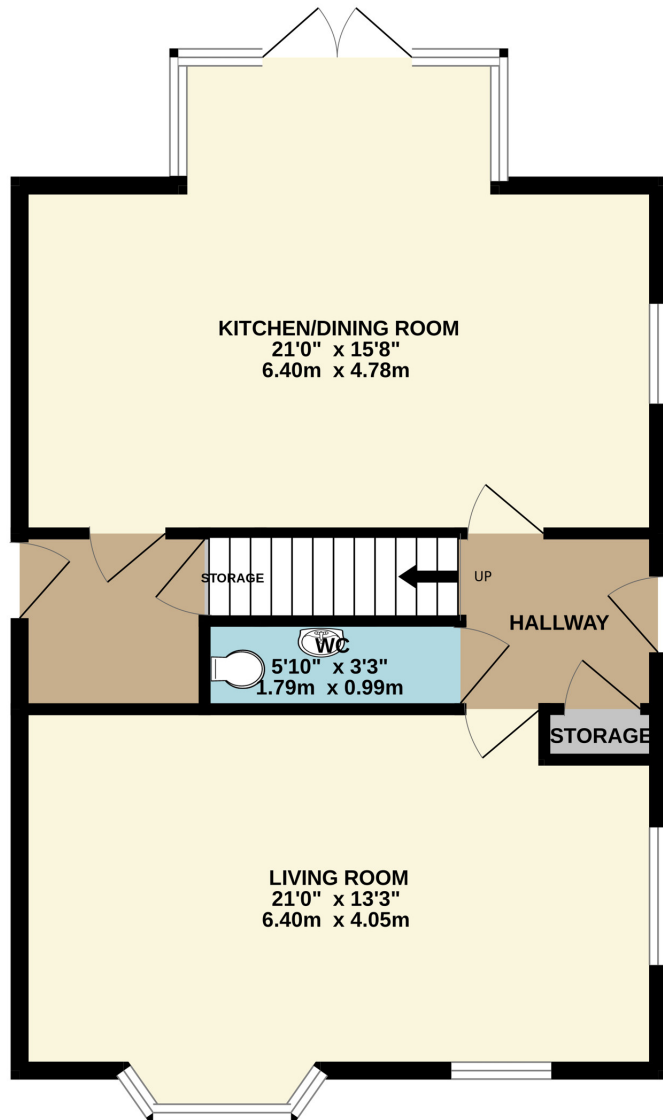 KITCHEN/DINING ROOM
21'0" x 15'8"
6.40m x 4.78m
STORAGE
UP
HALLWAY
WC
5'10" x 3'3"
1.79m x 0.99m
STORAGE
LIVING ROOM
21'0" x 13'3"
6.40m x 4.05m